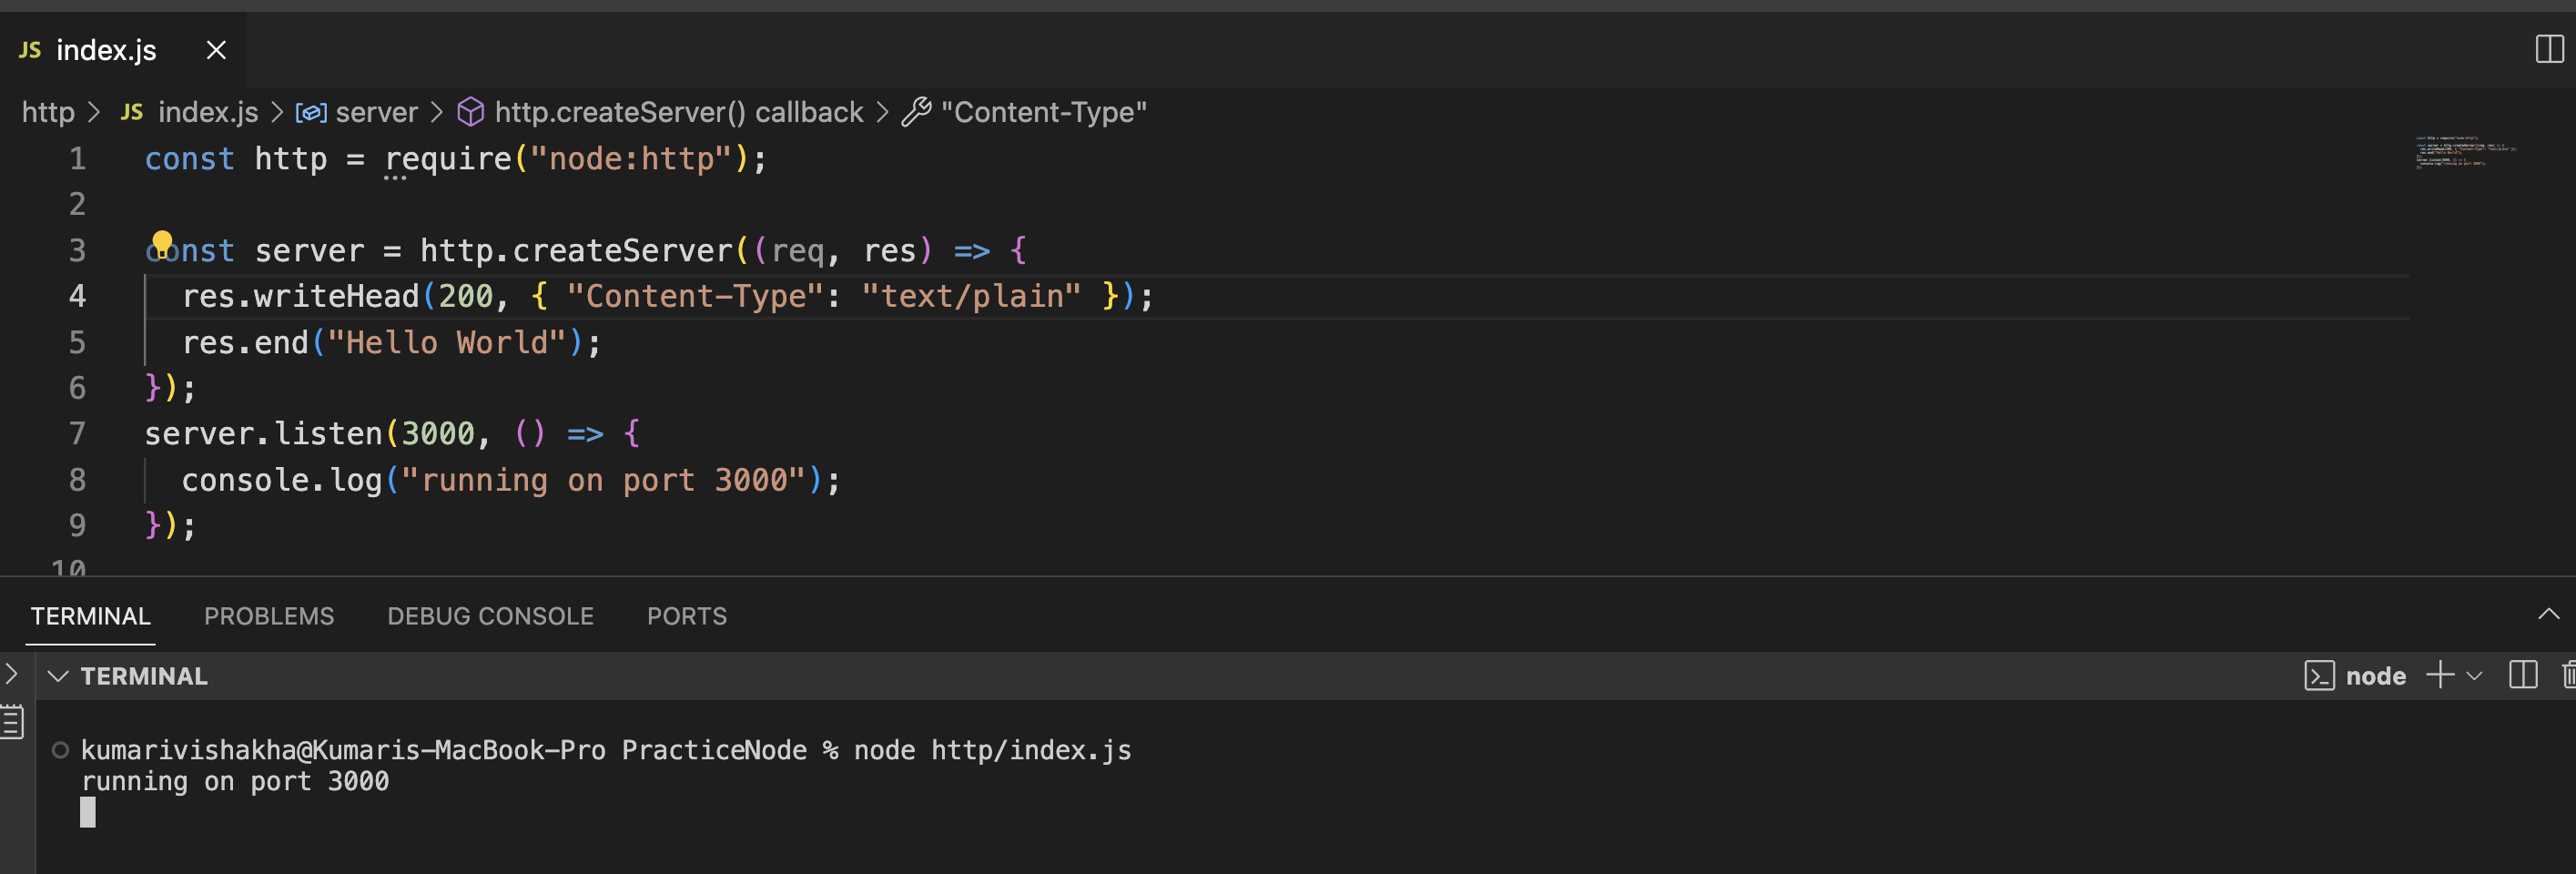 JS index.js
http > JS index.js > server > http.createServer() callback > "Content-Type"
1 const http = require("node:http");
2
3 const server = http.createServer((req, res) => {
4 res.writeHead(200, { "Content-Type": "text/plain" });
5 res.end("Hello World");
6 });
7 server.listen(3000, () => {
8 console.log("running on port 3000");
9 });
10
TERMINAL PROBLEMS DEBUG CONSOLE PORTS
TERMINAL node
kumarivishakha@Kumaris-MacBook-Pro PracticeNode % node http/index.js
running on port 3000